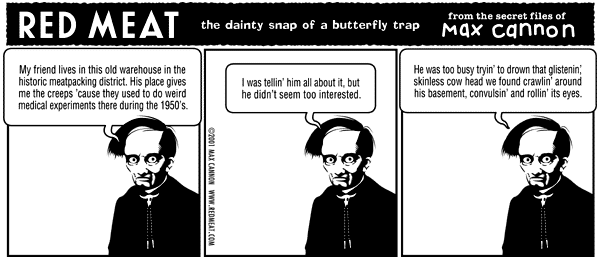 RED MEAT
the dainty snap of a butterfly trap
from the secret files of
max cannon
My friend lives in this old warehouse in the
historic meatpacking district. His place gives
me the creeps 'cause they used to do weird
medical experiments there during the 1950's.
I was tellin' him all about it, but
he didn't seem too interested.
©2001 MAX CANNON WWW.REDMEAT.COM
He was too busy tryin' to drown that glistenin',
skinless cow head we found crawlin' around
his basement, convulsin' and rollin' its eyes.